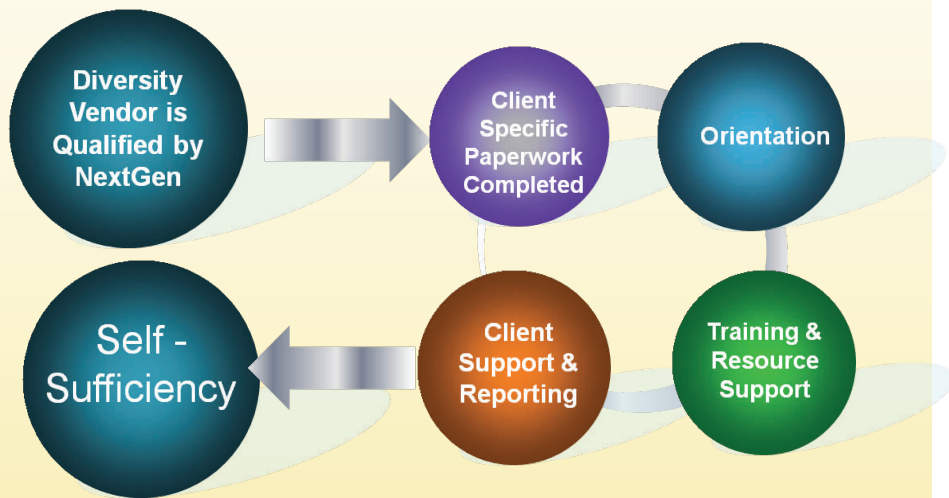 Diversity
Vendor is
Qualified by
NextGen
Client
Specific
Paperwork
Completed
Orientation
Training &
Resource
Support
Client
Support &
Reporting
Self -
Sufficiency